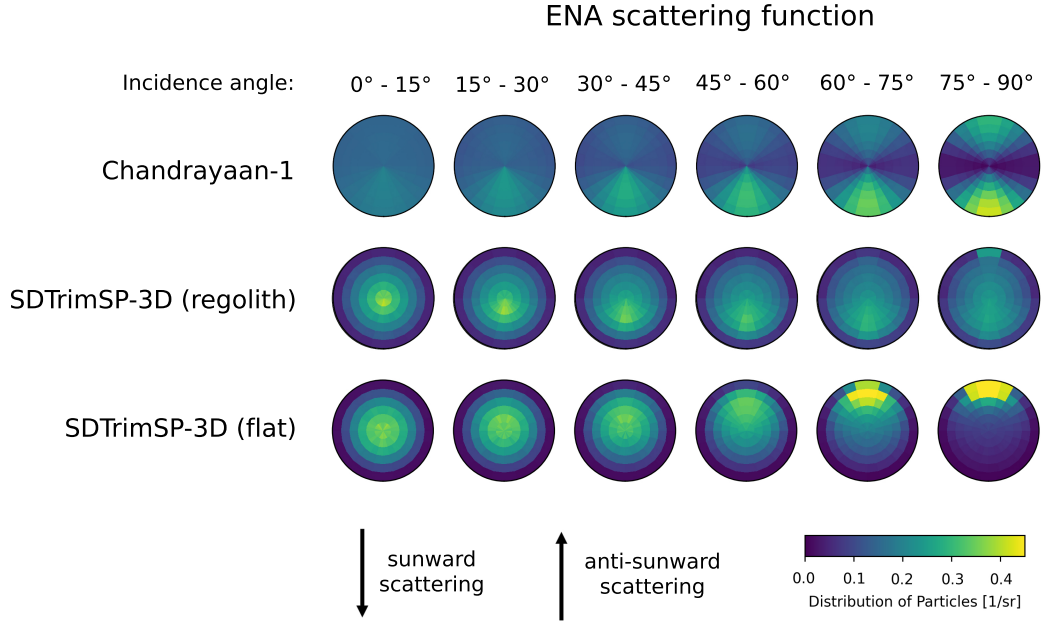 ENA scattering function
Incidence angle: 0° - 15° 15° - 30° 30° - 45° 45° - 60° 60° - 75° 75° - 90°
Chandrayaan-1
SDTrimSP-3D (regolith)
SDTrimSP-3D (flat)
sunward
scattering
anti-sunward
scattering
0.0 0.1 0.2 0.3 0.4
Distribution of Particles [1/sr]